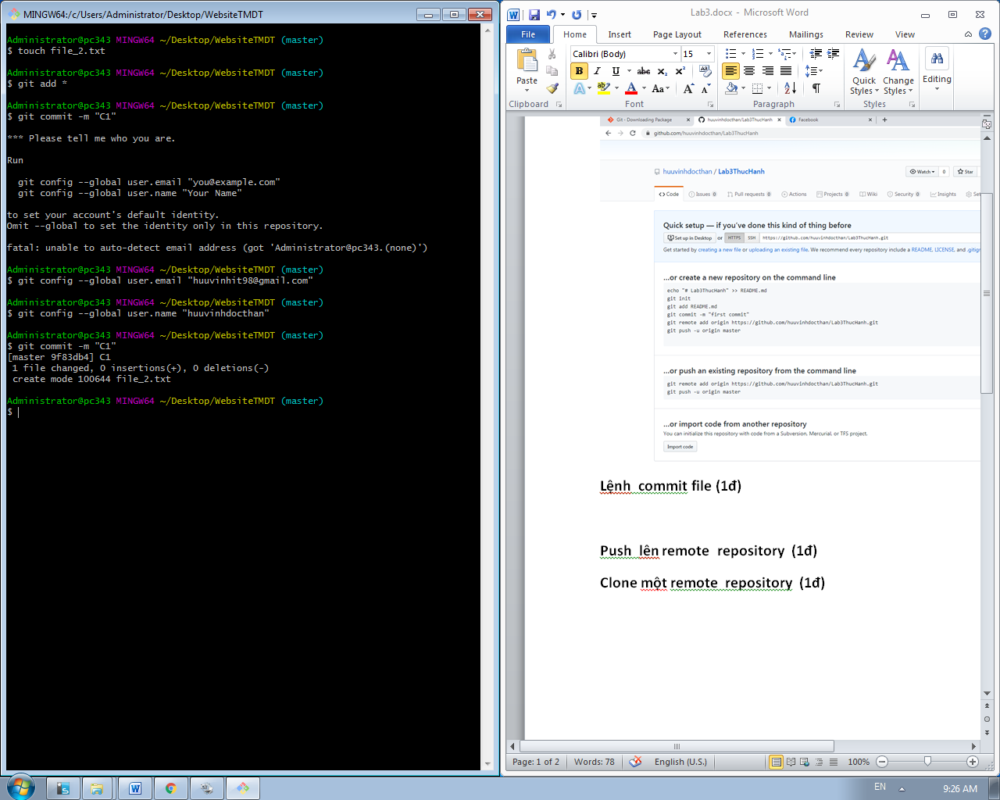 MINGW64:/c/Users/Administrator/Desktop/WebsiteTMDT
Administrator@pc343 MINGW64 ~/Desktop/WebsiteTMDT (master)
$ touch file_2.txt
Administrator@pc343 MINGW64 ~/Desktop/WebsiteTMDT (master)
$ git add *
Administrator@pc343 MINGW64 ~/Desktop/WebsiteTMDT (master)
$ git commit -m "C1"
*** Please tell me who you are.
Run
git config --global user.email "you@example.com"
git config --global user.name "Your Name"
to set your account's default identity.
Omit --global to set the identity only in this repository.
fatal: unable to auto-detect email address (got 'Administrator@pc343.(none)')
Administrator@pc343 MINGW64 ~/Desktop/WebsiteTMDT (master)
$ git config --global user.email "huuvinhit98@gmail.com"
Administrator@pc343 MINGW64 ~/Desktop/WebsiteTMDT (master)
$ git config --global user.name "huuvinhdocthan"
Administrator@pc343 MINGW64 ~/Desktop/WebsiteTMDT (master)
$ git commit -m "C1"
[master 9f83db4] C1
1 file changed, 0 insertions(+), 0 deletions(-)
create mode 100644 file_2.txt
Administrator@pc343 MINGW64 ~/Desktop/WebsiteTMDT (master)
$
Lab3.docx - Microsoft Word
File Home Insert Page Layout References Mailings Review View
Calibri (Body) 15
Paste
B I U abc x₂ x²
Aa
Quick Styles
Change Styles
Editing
Clipboard Font Paragraph Styles
Git - Downloading Package huuvinhdocthan/Lab3ThucHanh Facebook
github.com/huuvinhdocthan/Lab3ThucHanh
huuvinhdocthan / Lab3ThucHanh
Watch 0 Star
Code Issues 0 Pull requests 0 Actions Projects 0 Wiki Security 0 Insights Set
Quick setup — if you've done this kind of thing before
Set up in Desktop or HTTPS SSH https://github.com/huuvinhdocthan/Lab3ThucHanh.git
Get started by creating a new file or uploading an existing file. We recommend every repository include a README, LICENSE, and .gitign
...or create a new repository on the command line
echo "# Lab3ThucHanh" >> README.md
git init
git add README.md
git commit -m "first commit"
git remote add origin https://github.com/huuvinhdocthan/Lab3ThucHanh.git
git push -u origin master
...or push an existing repository from the command line
git remote add origin https://github.com/huuvinhdocthan/Lab3ThucHanh.git
git push -u origin master
...or import code from another repository
You can initialize this repository with code from a Subversion, Mercurial, or TFS project.
Import code
Lệnh commit file (1đ)
Push lên remote repository (1đ)
Clone một remote repository (1đ)
Page: 1 of 2 Words: 78 English (U.S.) 100%
EN 9:26 AM